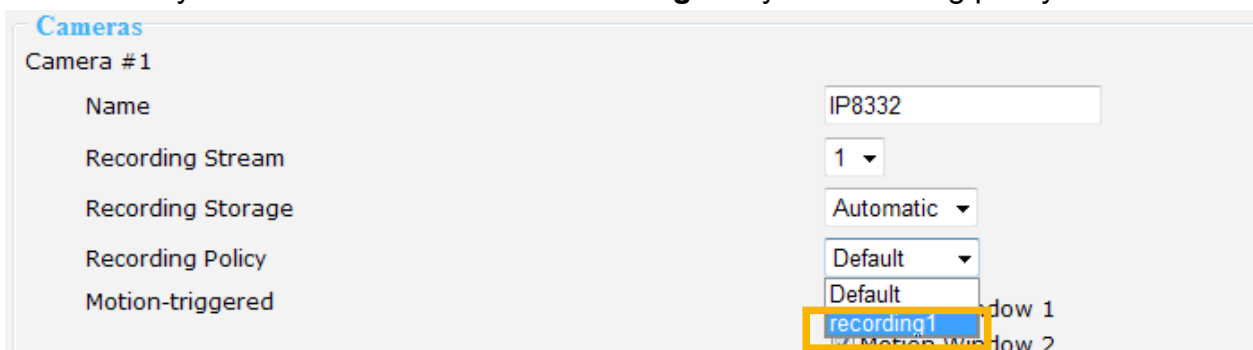 Cameras
Camera #1
Name IP8332
Recording Stream 1
Recording Storage Automatic
Recording Policy Default
Default
Motion-triggered dow 1
recording1
Motion Window 2